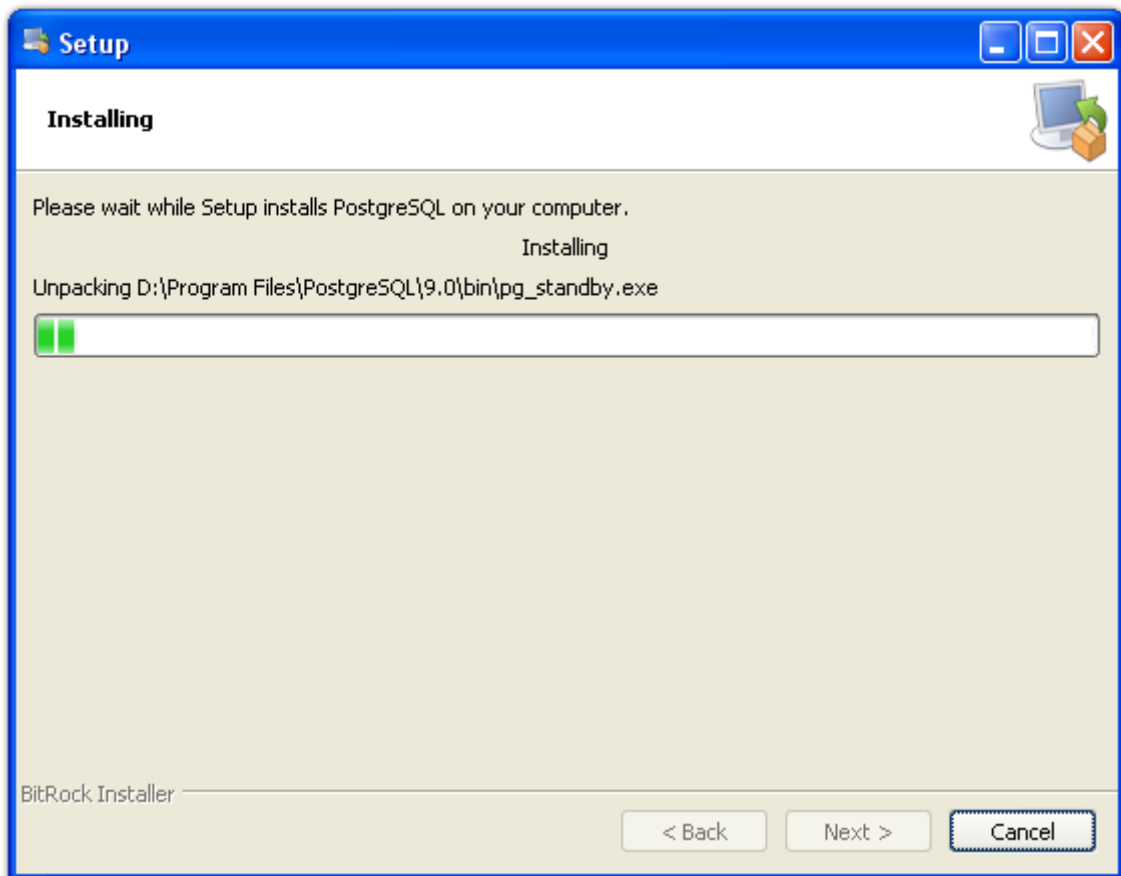 Setup
Installing
Please wait while Setup installs PostgreSQL on your computer.
Installing
Unpacking D:\Program Files\PostgreSQL\9.0\bin\pg_standby.exe
BitRock Installer
< Back
Next >
Cancel